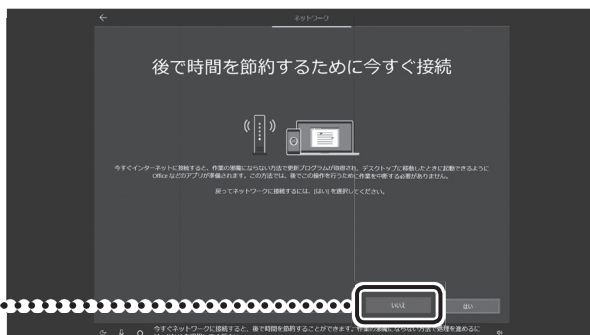 ネットワーク
後で時間を節約するために今すぐ接続
今すぐインターネットに接続すると、作業の邪魔にならない方法で更新プログラムが取得され、デスクトップに移動したときに起動できるように
Office などのアプリが準備されます。この方法では、後でこの操作を行うために作業を中断する必要がありません。
戻ってネットワークに接続するには、[はい] を選択してください。
いいえ
はい
今すぐネットワークに接続すると、後で時間を節約することができます。作業の邪魔にならない方法で処理を進めるに